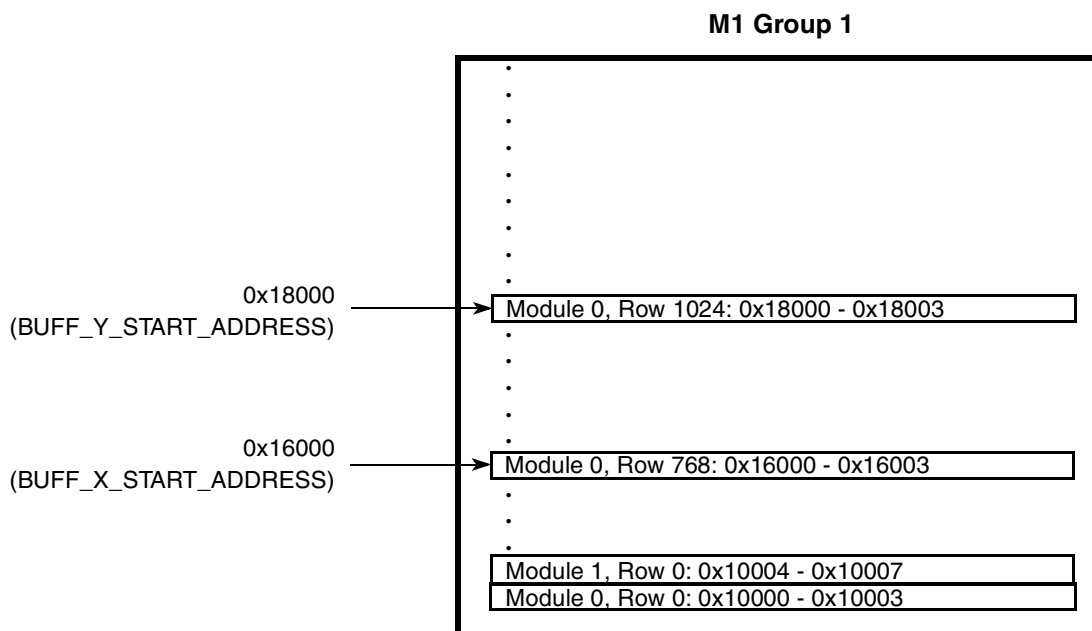 M1 Group 1
0x18000
(BUFF_Y_START_ADDRESS)
Module 0, Row 1024: 0x18000 - 0x18003
0x16000
(BUFF_X_START_ADDRESS)
Module 0, Row 768: 0x16000 - 0x16003
Module 1, Row 0: 0x10004 - 0x10007
Module 0, Row 0: 0x10000 - 0x10003